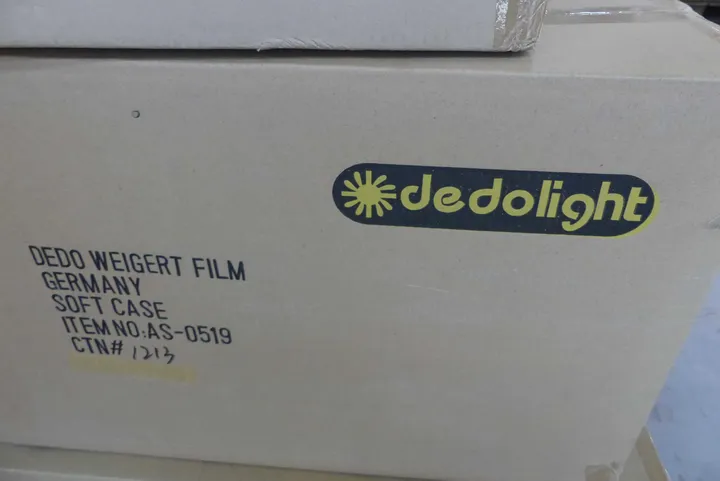 dedolight
DEDO WEIGERT FILM
GERMANY
SOFT CASE
ITEM NO:AS-0519
CTN# 1213